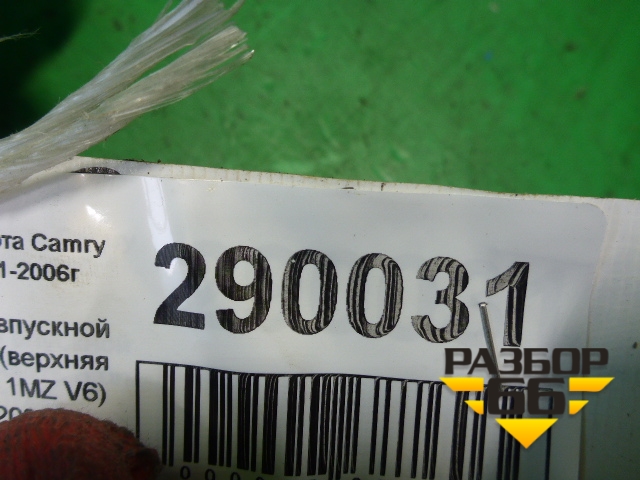 ота Camry
1-2006г
290031
впускной
(верхняя
1MZ V6)
РАЗБОР
66